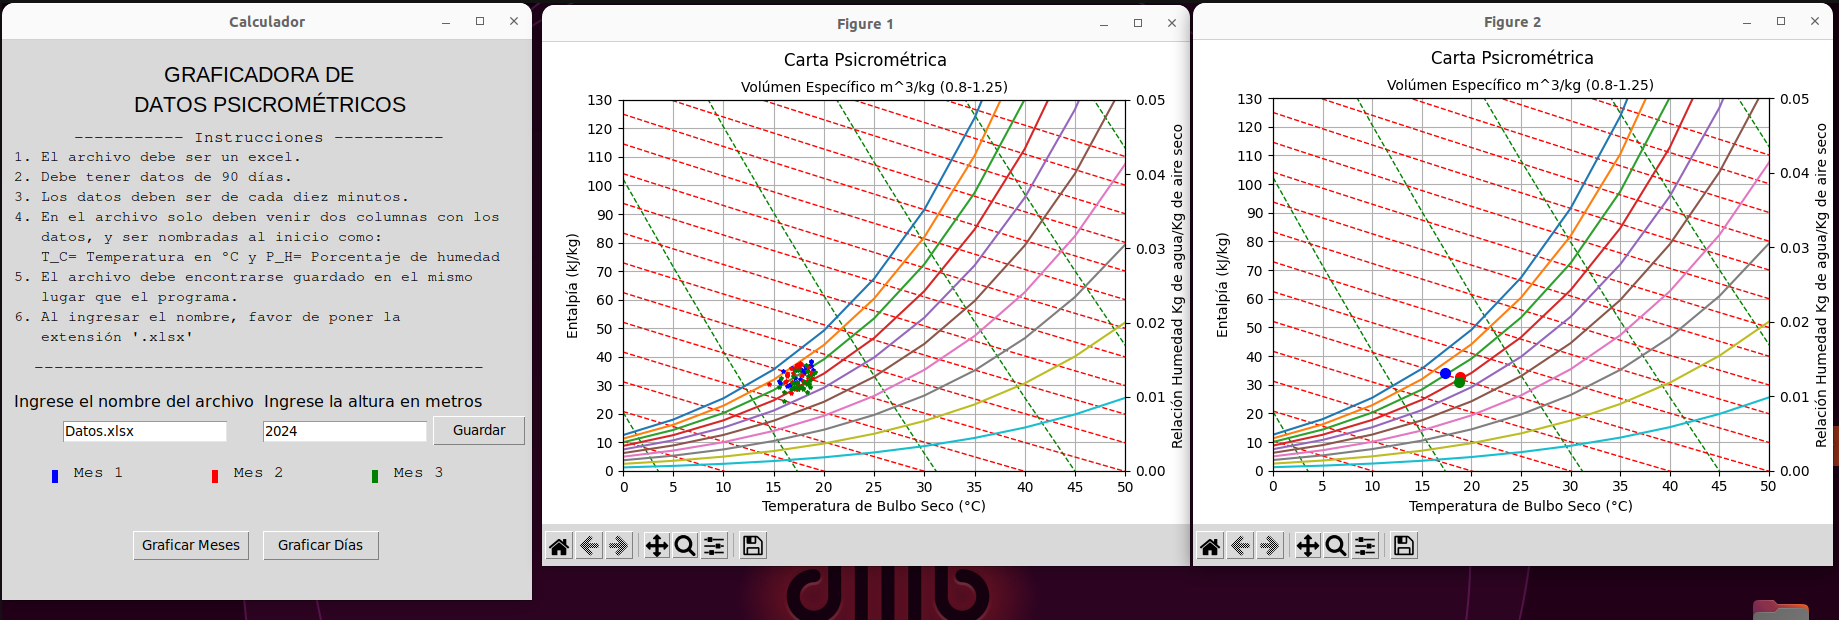 Calculador
GRAFICADORA DE
DATOS PSICROMÉTRICOS
----------- Instrucciones -----------
1. El archivo debe ser un excel.
2. Debe tener datos de 90 días.
3. Los datos deben ser de cada diez minutos.
4. En el archivo solo deben venir dos columnas con los
datos, y ser nombradas al inicio como:
T_C= Temperatura en °C y P_H= Porcentaje de humedad
5. El archivo debe encontrarse guardado en el mismo
lugar que el programa.
6. Al ingresar el nombre, favor de poner la
extensión '.xlsx'
Ingrese el nombre del archivo Ingrese la altura en metros
Datos.xlsx 2024 Guardar
Mes 1 Mes 2 Mes 3
Graficar Meses Graficar Días
Figure 1
Carta Psicrométrica
Volúmen Específico m^3/kg (0.8-1.25)
130
120
110
100
90
80
70
60
50
40
30
20
10
0
Entalpía (kJ/kg)
0 5 10 15 20 25 30 35 40 45 50
Temperatura de Bulbo Seco (°C)
0.05
0.04
0.03
0.02
0.01
0.00
Relación Humedad Kg de agua/Kg de aire seco
Figure 2
Carta Psicrométrica
Volúmen Específico m^3/kg (0.8-1.25)
130
120
110
100
90
80
70
60
50
40
30
20
10
0
Entalpía (kJ/kg)
0 5 10 15 20 25 30 35 40 45 50
Temperatura de Bulbo Seco (°C)
0.05
0.04
0.03
0.02
0.01
0.00
Relación Humedad Kg de agua/Kg de aire seco